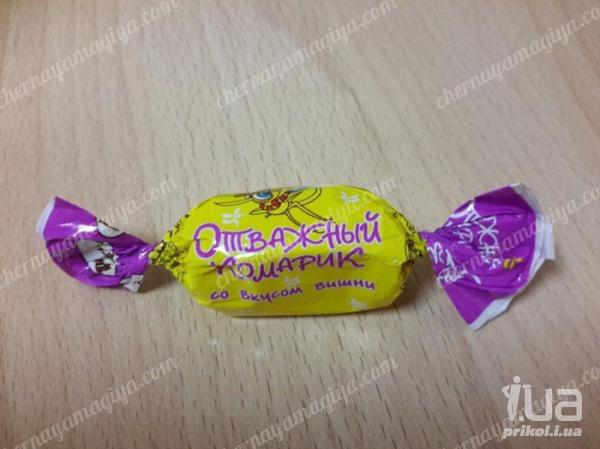 ОТВАЖНЫЙ
КОМАРИК
со вкусом вишни
i.ua
prikol.i.ua
chernayamagiya.com